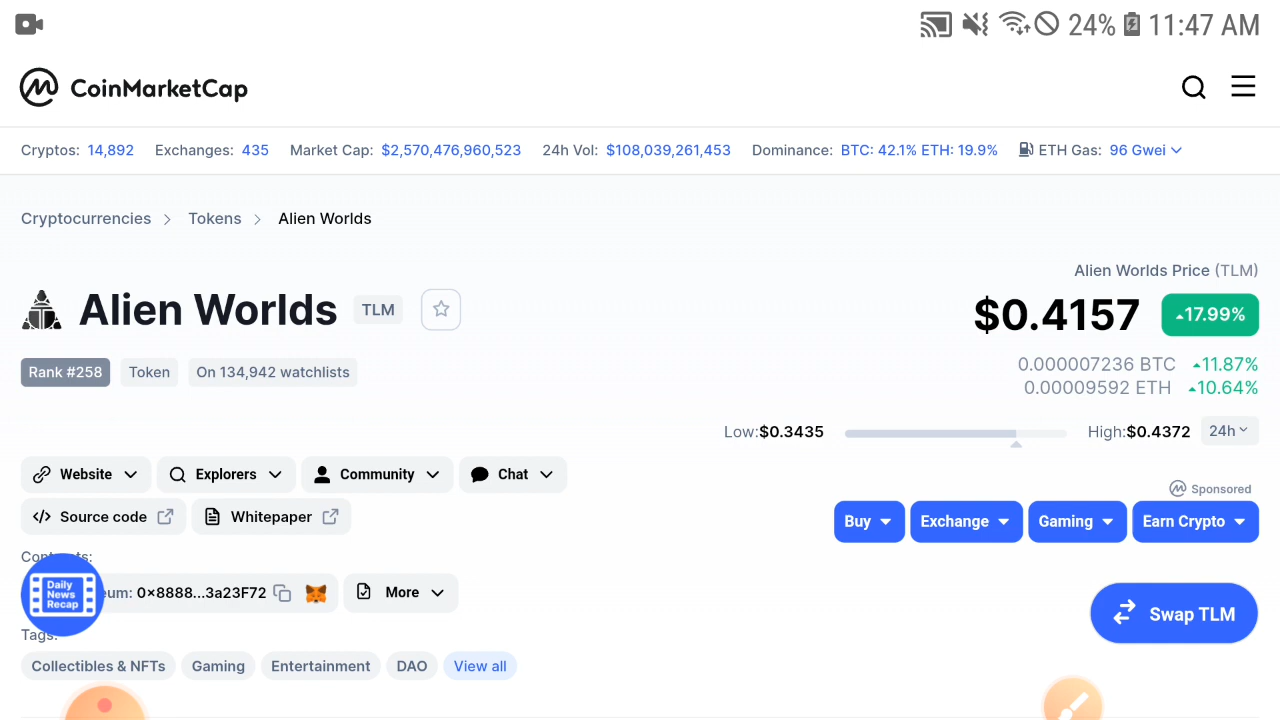 24% 11:47 AM
CoinMarketCap
Cryptos: 14,892 Exchanges: 435 Market Cap: $2,570,476,960,523 24h Vol: $108,039,261,453 Dominance: BTC: 42.1% ETH: 19.9% ETH Gas: 96 Gwei
Cryptocurrencies > Tokens > Alien Worlds
Alien Worlds Price (TLM)
Alien Worlds TLM
$0.4157 17.99%
Rank #258 Token On 134,942 watchlists
0.000007236 BTC 11.87%
0.00009592 ETH 10.64%
Low:$0.3435 High:$0.4372 24h
Website Explorers Community Chat
Sponsored
Source code Whitepaper
Buy Exchange Gaming Earn Crypto
Daily
News
Recap
eum: 0x8888...3a23F72 More
Swap TLM
Tags:
Collectibles & NFTs Gaming Entertainment DAO View all